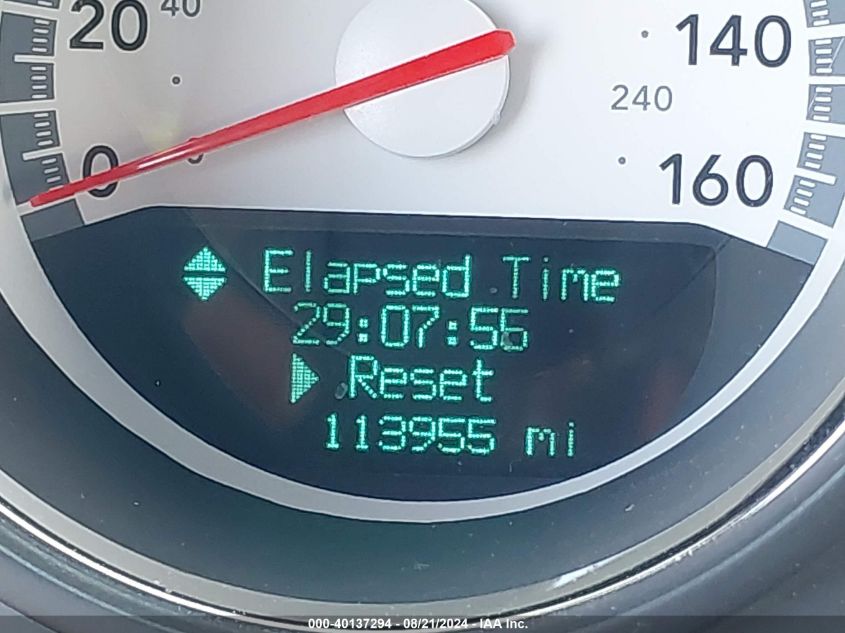 20 40 140
240
0 160
Elapsed Time
29:07:55
Reset
113955 mi
000-40137294 - 08/21/2024 - IAA Inc.